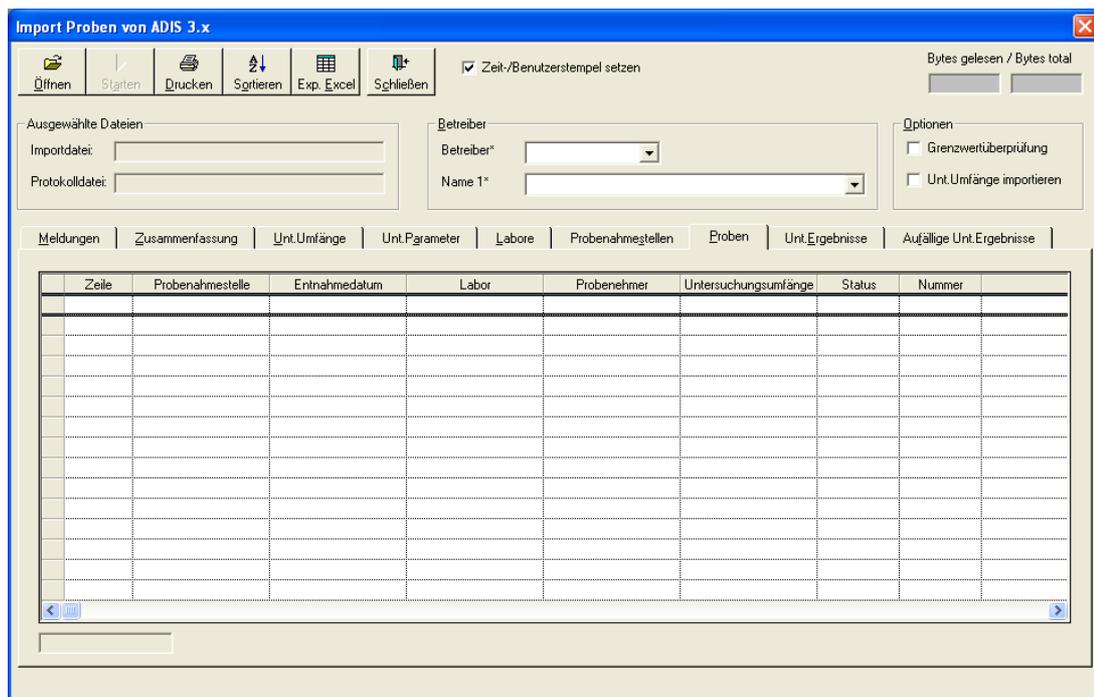 Import Proben von ADIS 3.x
Öffnen Starten Drucken Sortieren Exp. Excel Schließen
Zeit-/Benutzerstempel setzen
Bytes gelesen / Bytes total
Ausgewählte Dateien
Importdatei:
Protokolldatei:
Betreiber
Betreiber*
Name 1*
Optionen
Grenzwertüberprüfung
Unt.Umfänge importieren
Meldungen Zusammenfassung Unt.Umfänge Unt.Parameter Labore Probenahmestellen Proben Unt.Ergebnisse Aufällige Unt.Ergebnisse
Zeile Probenahmestelle Entnahmedatum Labor Probenehmer Untersuchungsumfänge Status Nummer